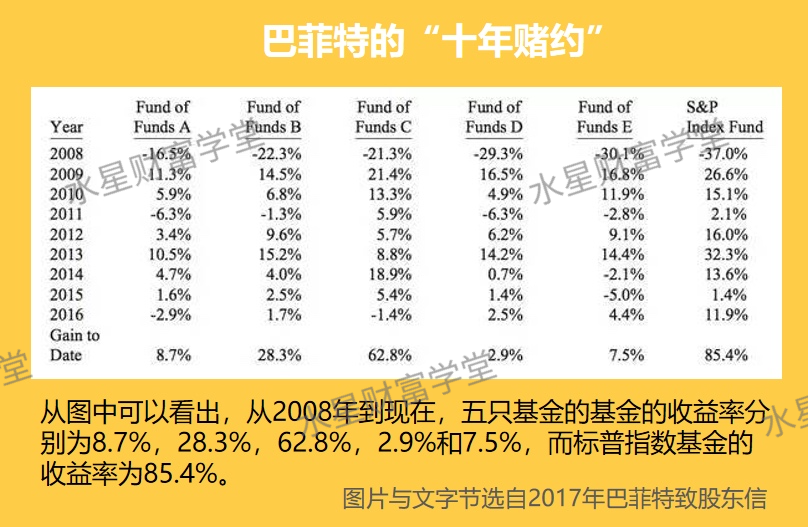 巴菲特的“十年赌约”
Fund of Fund of Fund of Fund of Fund of S&P
Year Funds A Funds B Funds C Funds D Funds E Index Fund
2008 -16.5% -22.3% -21.3% -29.3% -30.1% -37.0%
2009 11.3% 14.5% 21.4% 16.5% 16.8% 26.6%
2010 5.9% 6.8% 13.3% 4.9% 11.9% 15.1%
2011 -6.3% -1.3% 5.9% -6.3% -2.8% 2.1%
2012 3.4% 9.6% 5.7% 6.2% 9.1% 16.0%
2013 10.5% 15.2% 8.8% 14.2% 14.4% 32.3%
2014 4.7% 4.0% 18.9% 0.7% -2.1% 13.6%
2015 1.6% 2.5% 5.4% 1.4% -5.0% 1.4%
2016 -2.9% 1.7% -1.4% 2.5% 4.4% 11.9%
Gain to
Date 8.7% 28.3% 62.8% 2.9% 7.5% 85.4%
从图中可以看出，从2008年到现在，五只基金的基金的收益率分
别为8.7%，28.3%，62.8%，2.9%和7.5%，而标普指数基金的
收益率为85.4%。
图片与文字节选自2017年巴菲特致股东信
水星财富学堂
水星财富学堂
水星财富学堂
堂
水星